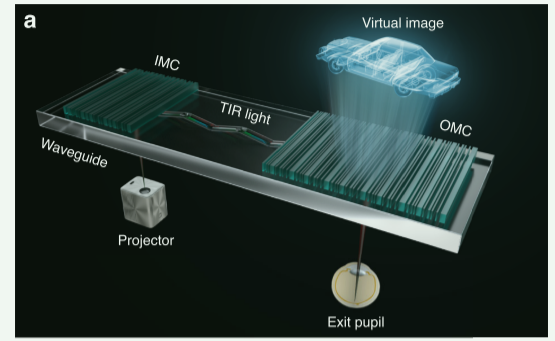 a
Virtual image
IMC
TIR light
OMC
Waveguide
Projector
Exit pupil